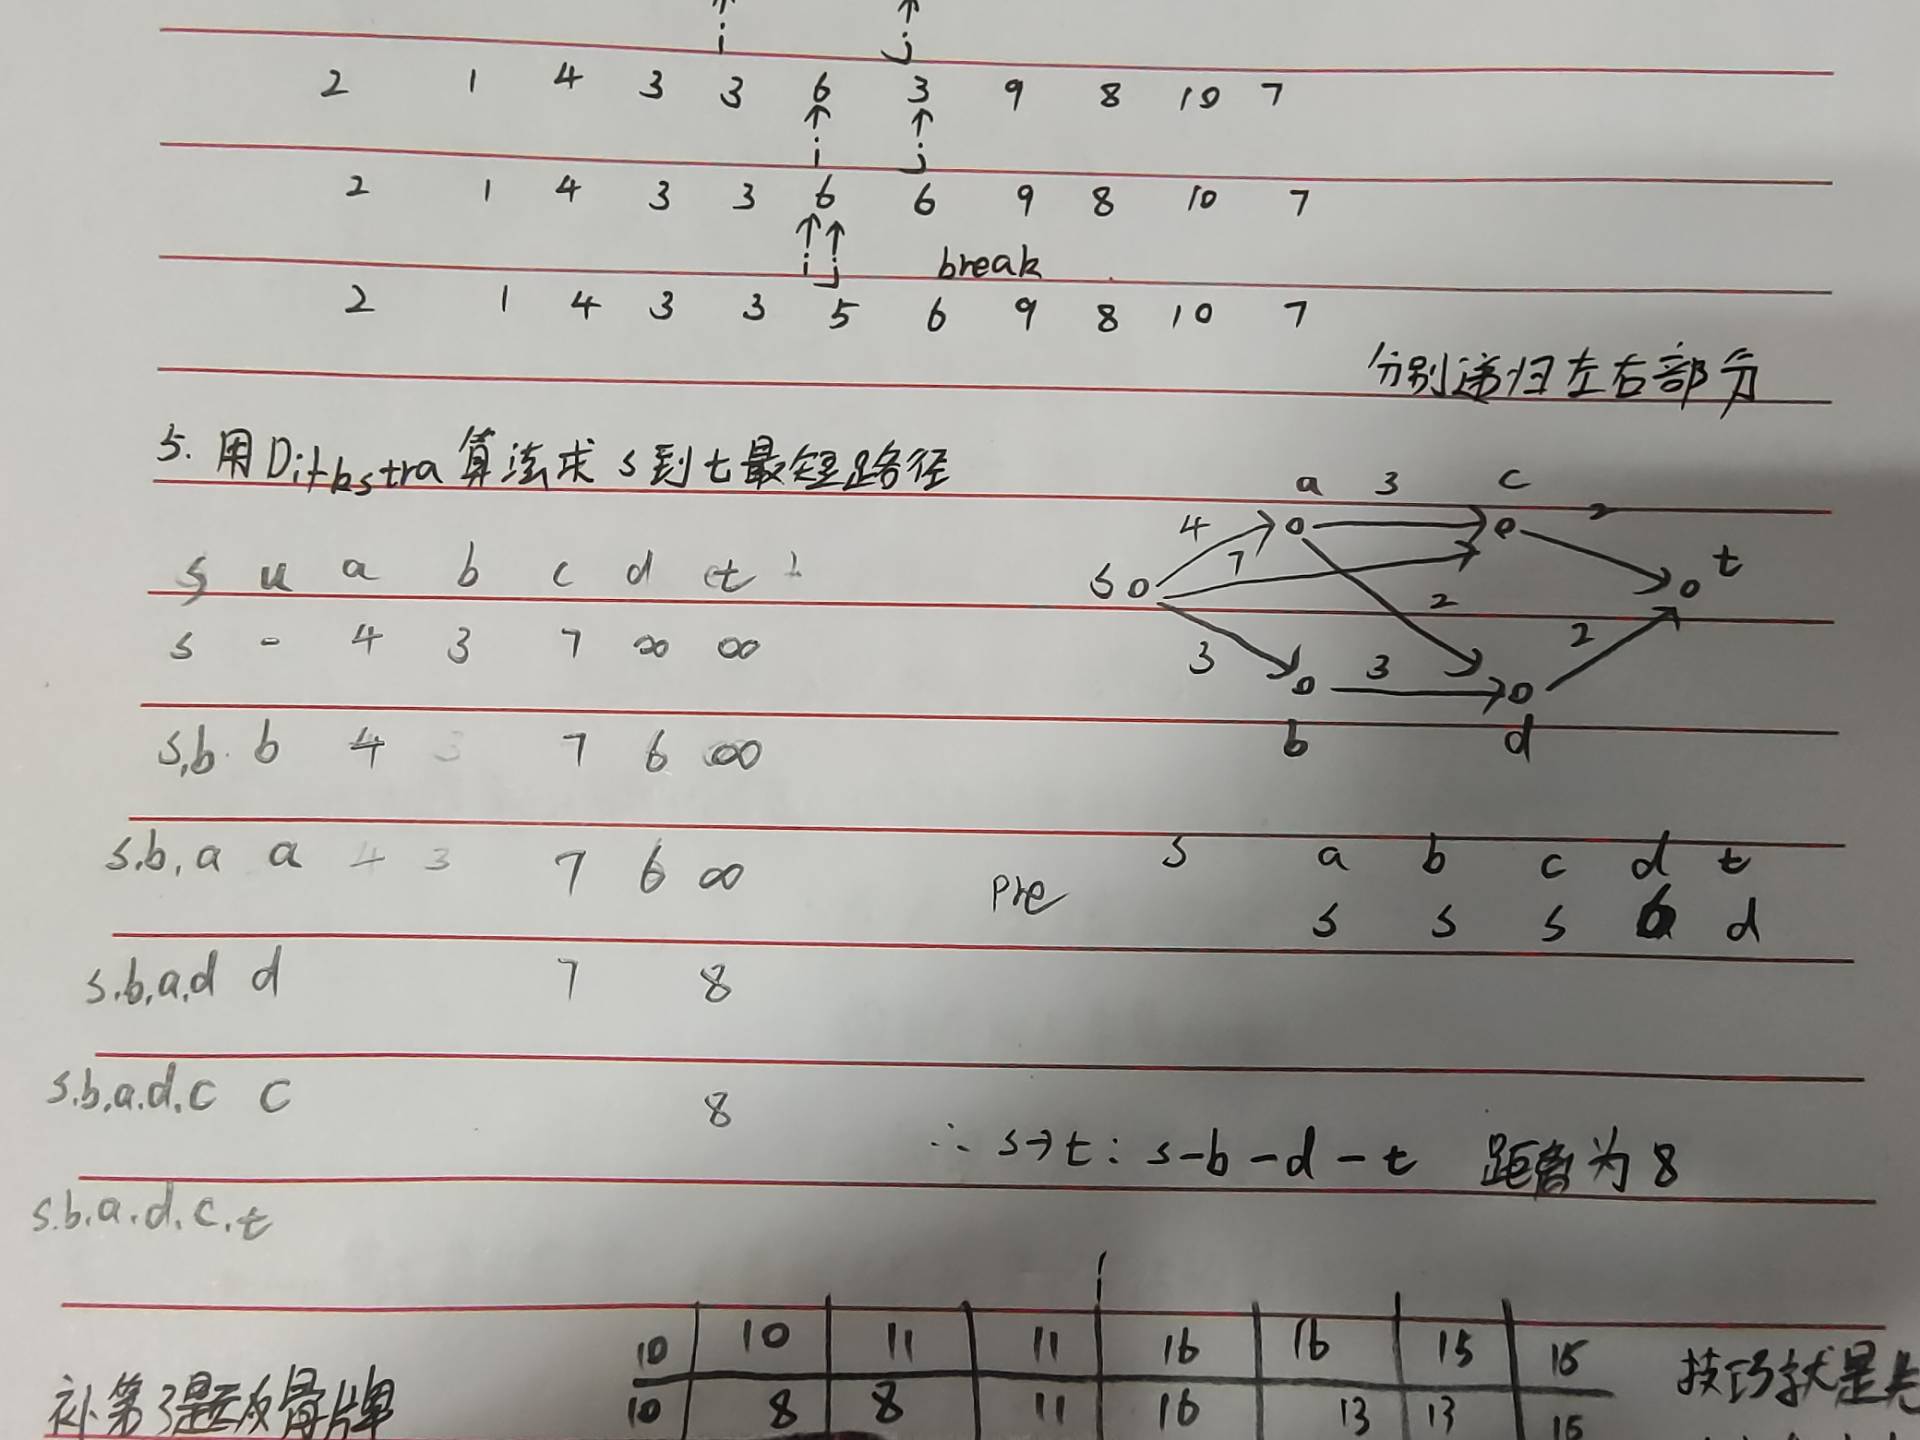 i j
2 1 4 3 3 6 3 9 8 10 7
i j
2 1 4 3 3 6 6 9 8 10 7
i j break
2 1 4 3 3 5 6 9 8 10 7
分别递归左右部分
5. 用Dijkstra算法求 s到t最短路径
a 3 c 2
4 7
s t
2 2
3 3
b d
s u a b c d t
s - 4 3 7 ∞ ∞
s,b. b 4 3 7 6 ∞
s.b,a a 4 3 7 6 ∞
s a b c d t
pre s s s b d
s.b,a,d d 7 8
s.b,a.d.c c 8
∴ s→t: s-b-d-t 距离为8
s.b.a.d.c.t
10 10 11 11 16 16 15 15
补第3题 骨牌 10 8 8 11 16 13 13 15
技巧就是先